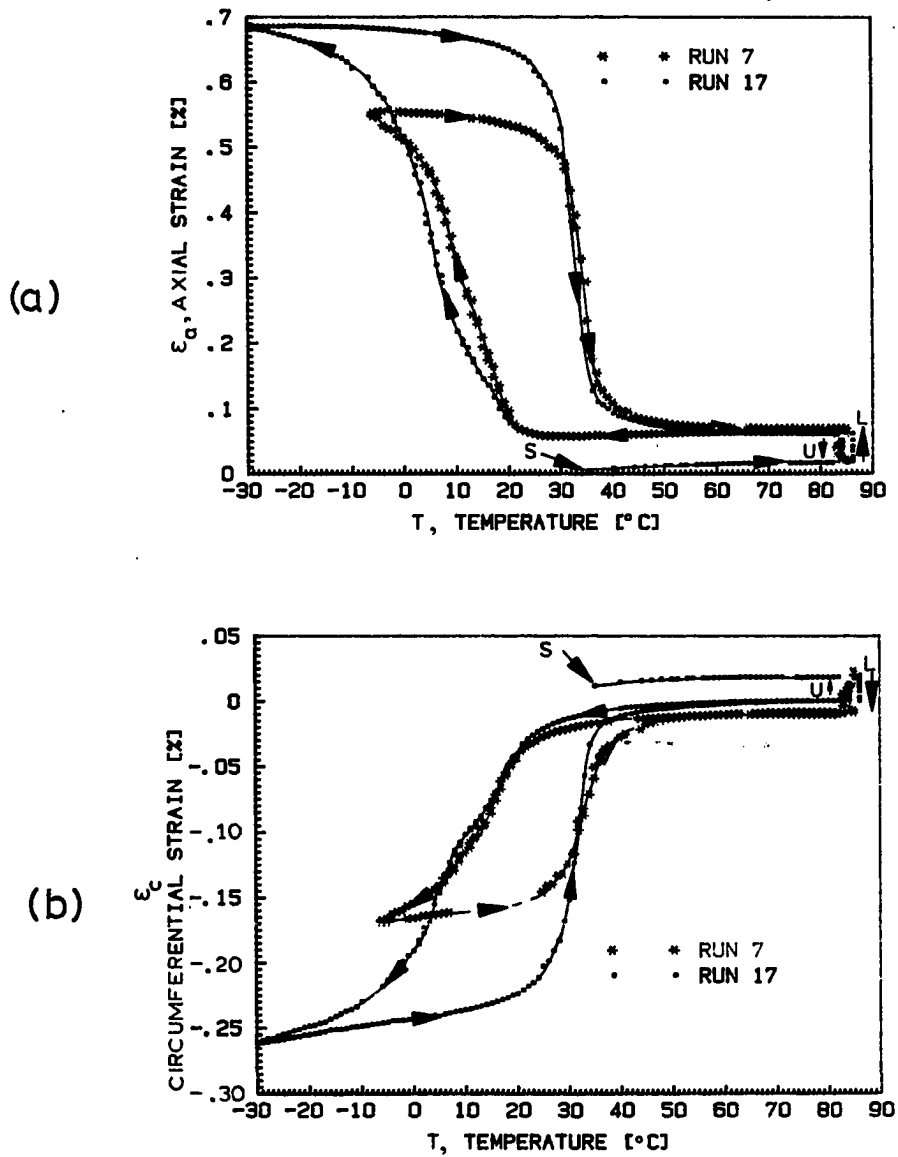 (a)
εa, AXIAL STRAIN [%]
.7
.6
.5
.4
.3
.2
.1
0
* * RUN 7
. . RUN 17
S
U
L
-30 -20 -10 0 10 20 30 40 50 60 70 80 90
T, TEMPERATURE [°C]
(b)
εc
CIRCUMFERENTIAL STRAIN [%]
.05
0
-.05
-.10
-.15
-.20
-.25
-.30
S
U
L
* * RUN 7
. . RUN 17
-30 -20 -10 0 10 20 30 40 50 60 70 80 90
T, TEMPERATURE [°C]